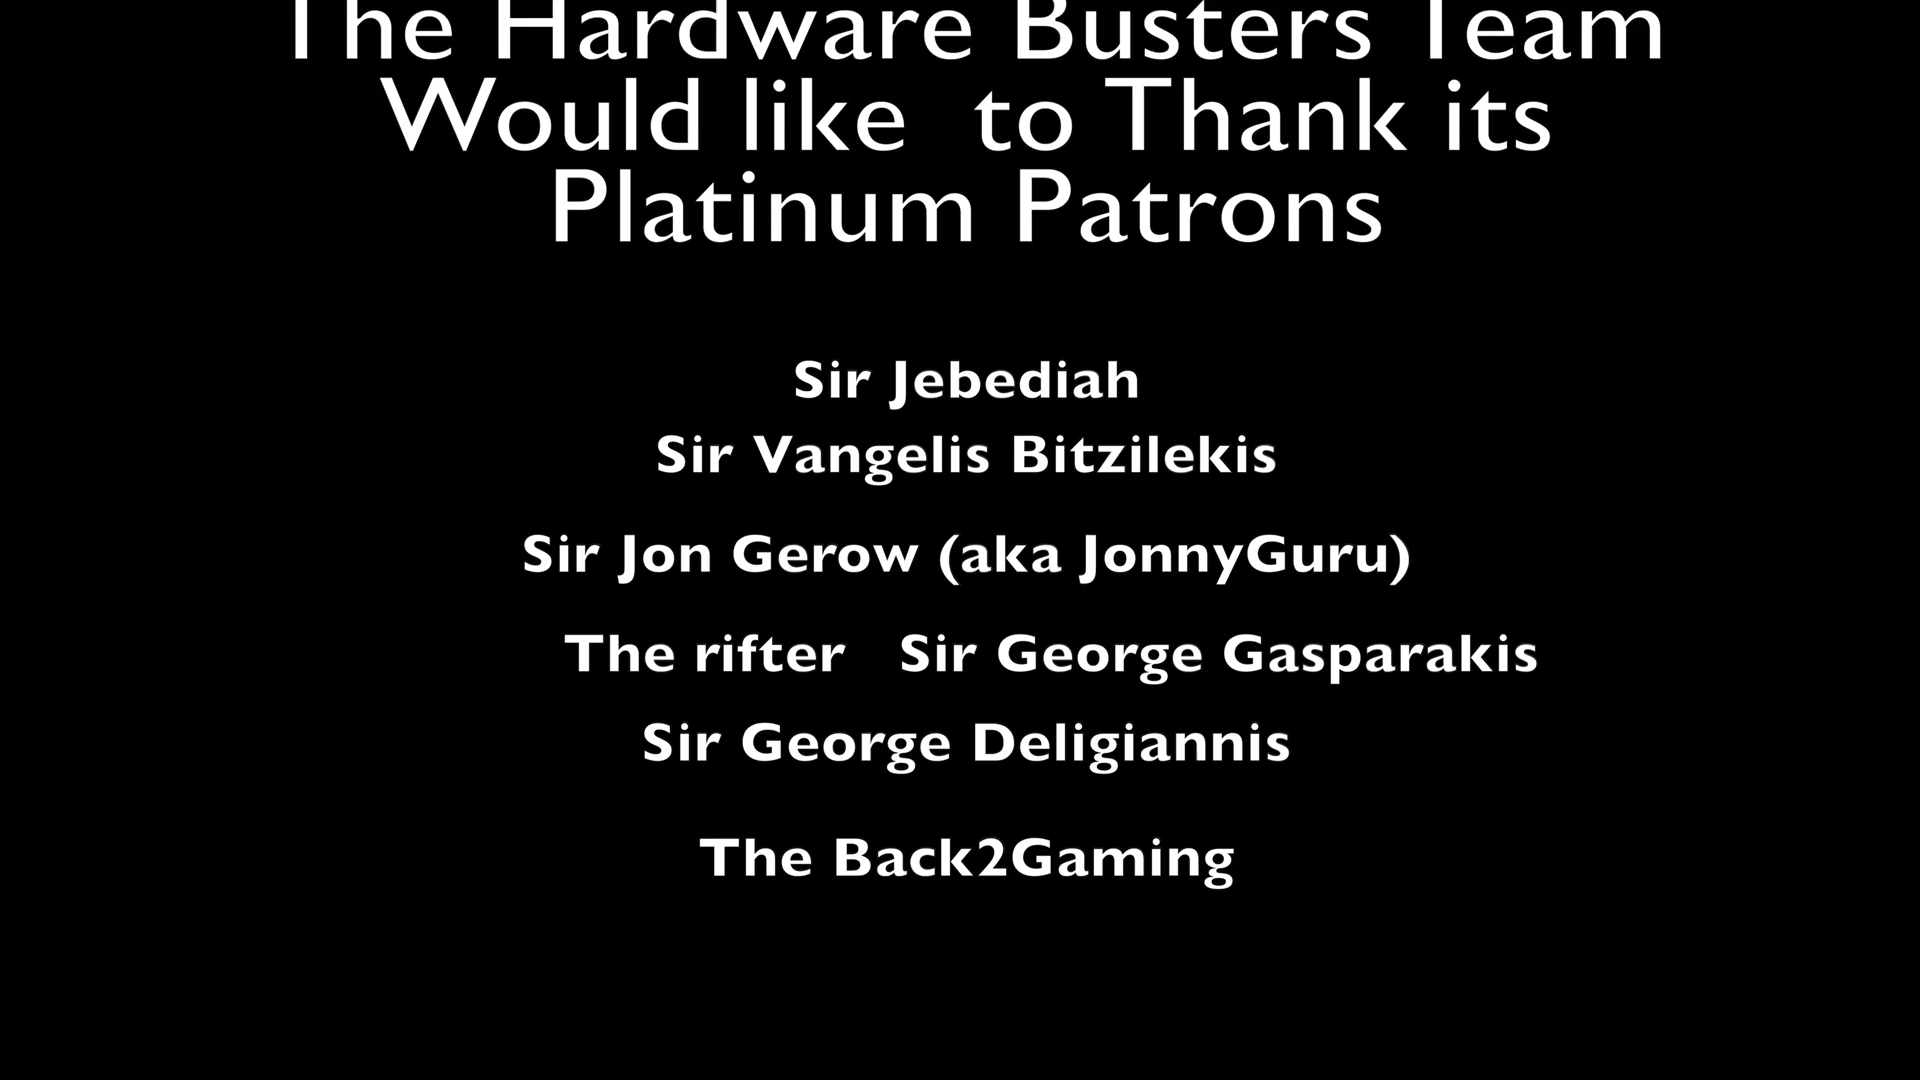 The Hardware Busters Team
Would like  to Thank its
Platinum Patrons
Sir Jebediah
Sir Vangelis Bitzilekis
Sir Jon Gerow (aka JonnyGuru)
The rifter   Sir George Gasparakis
Sir George Deligiannis
The Back2Gaming